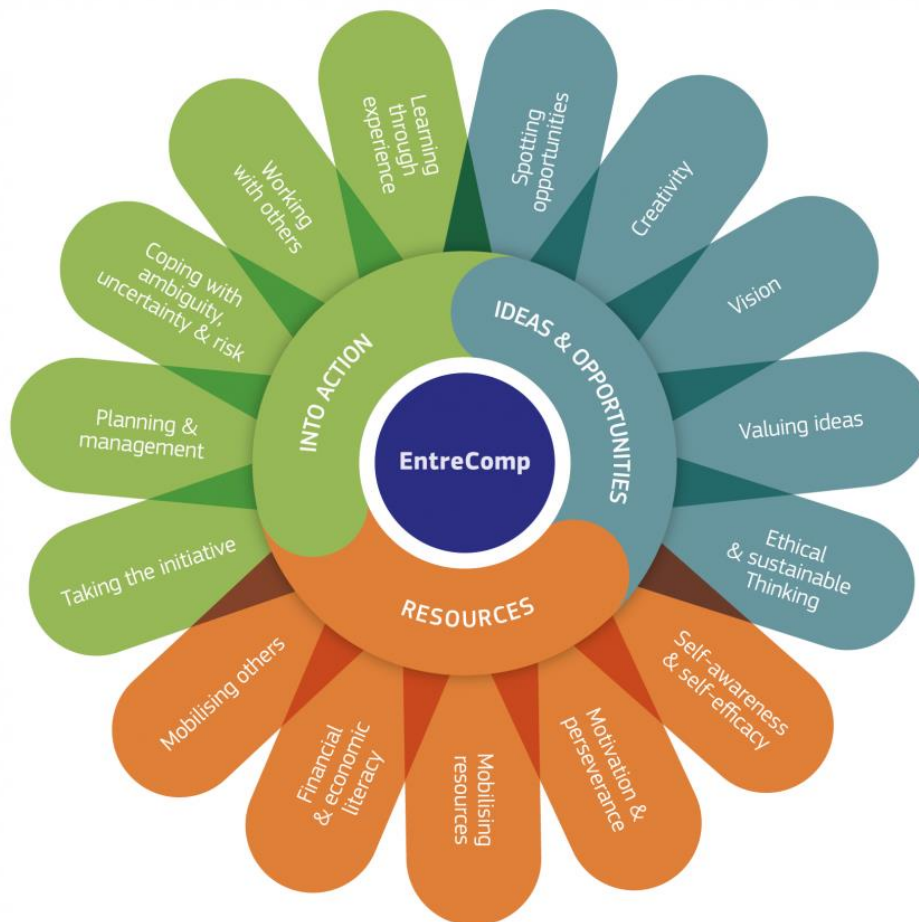 EntreComp
IDEAS & OPPORTUNITIES
Spotting
opportunities
Creativity
Vision
Valuing ideas
Ethical
& sustainable
Thinking
RESOURCES
Self-awareness
& self-efficacy
Motivation &
perseverance
Mobilising
resources
Financial
& economic
literacy
Mobilising others
INTO ACTION
Taking the initiative
Planning &
management
Coping with
ambiguity,
uncertainty & risk
Working
with others
Learning
through
experience